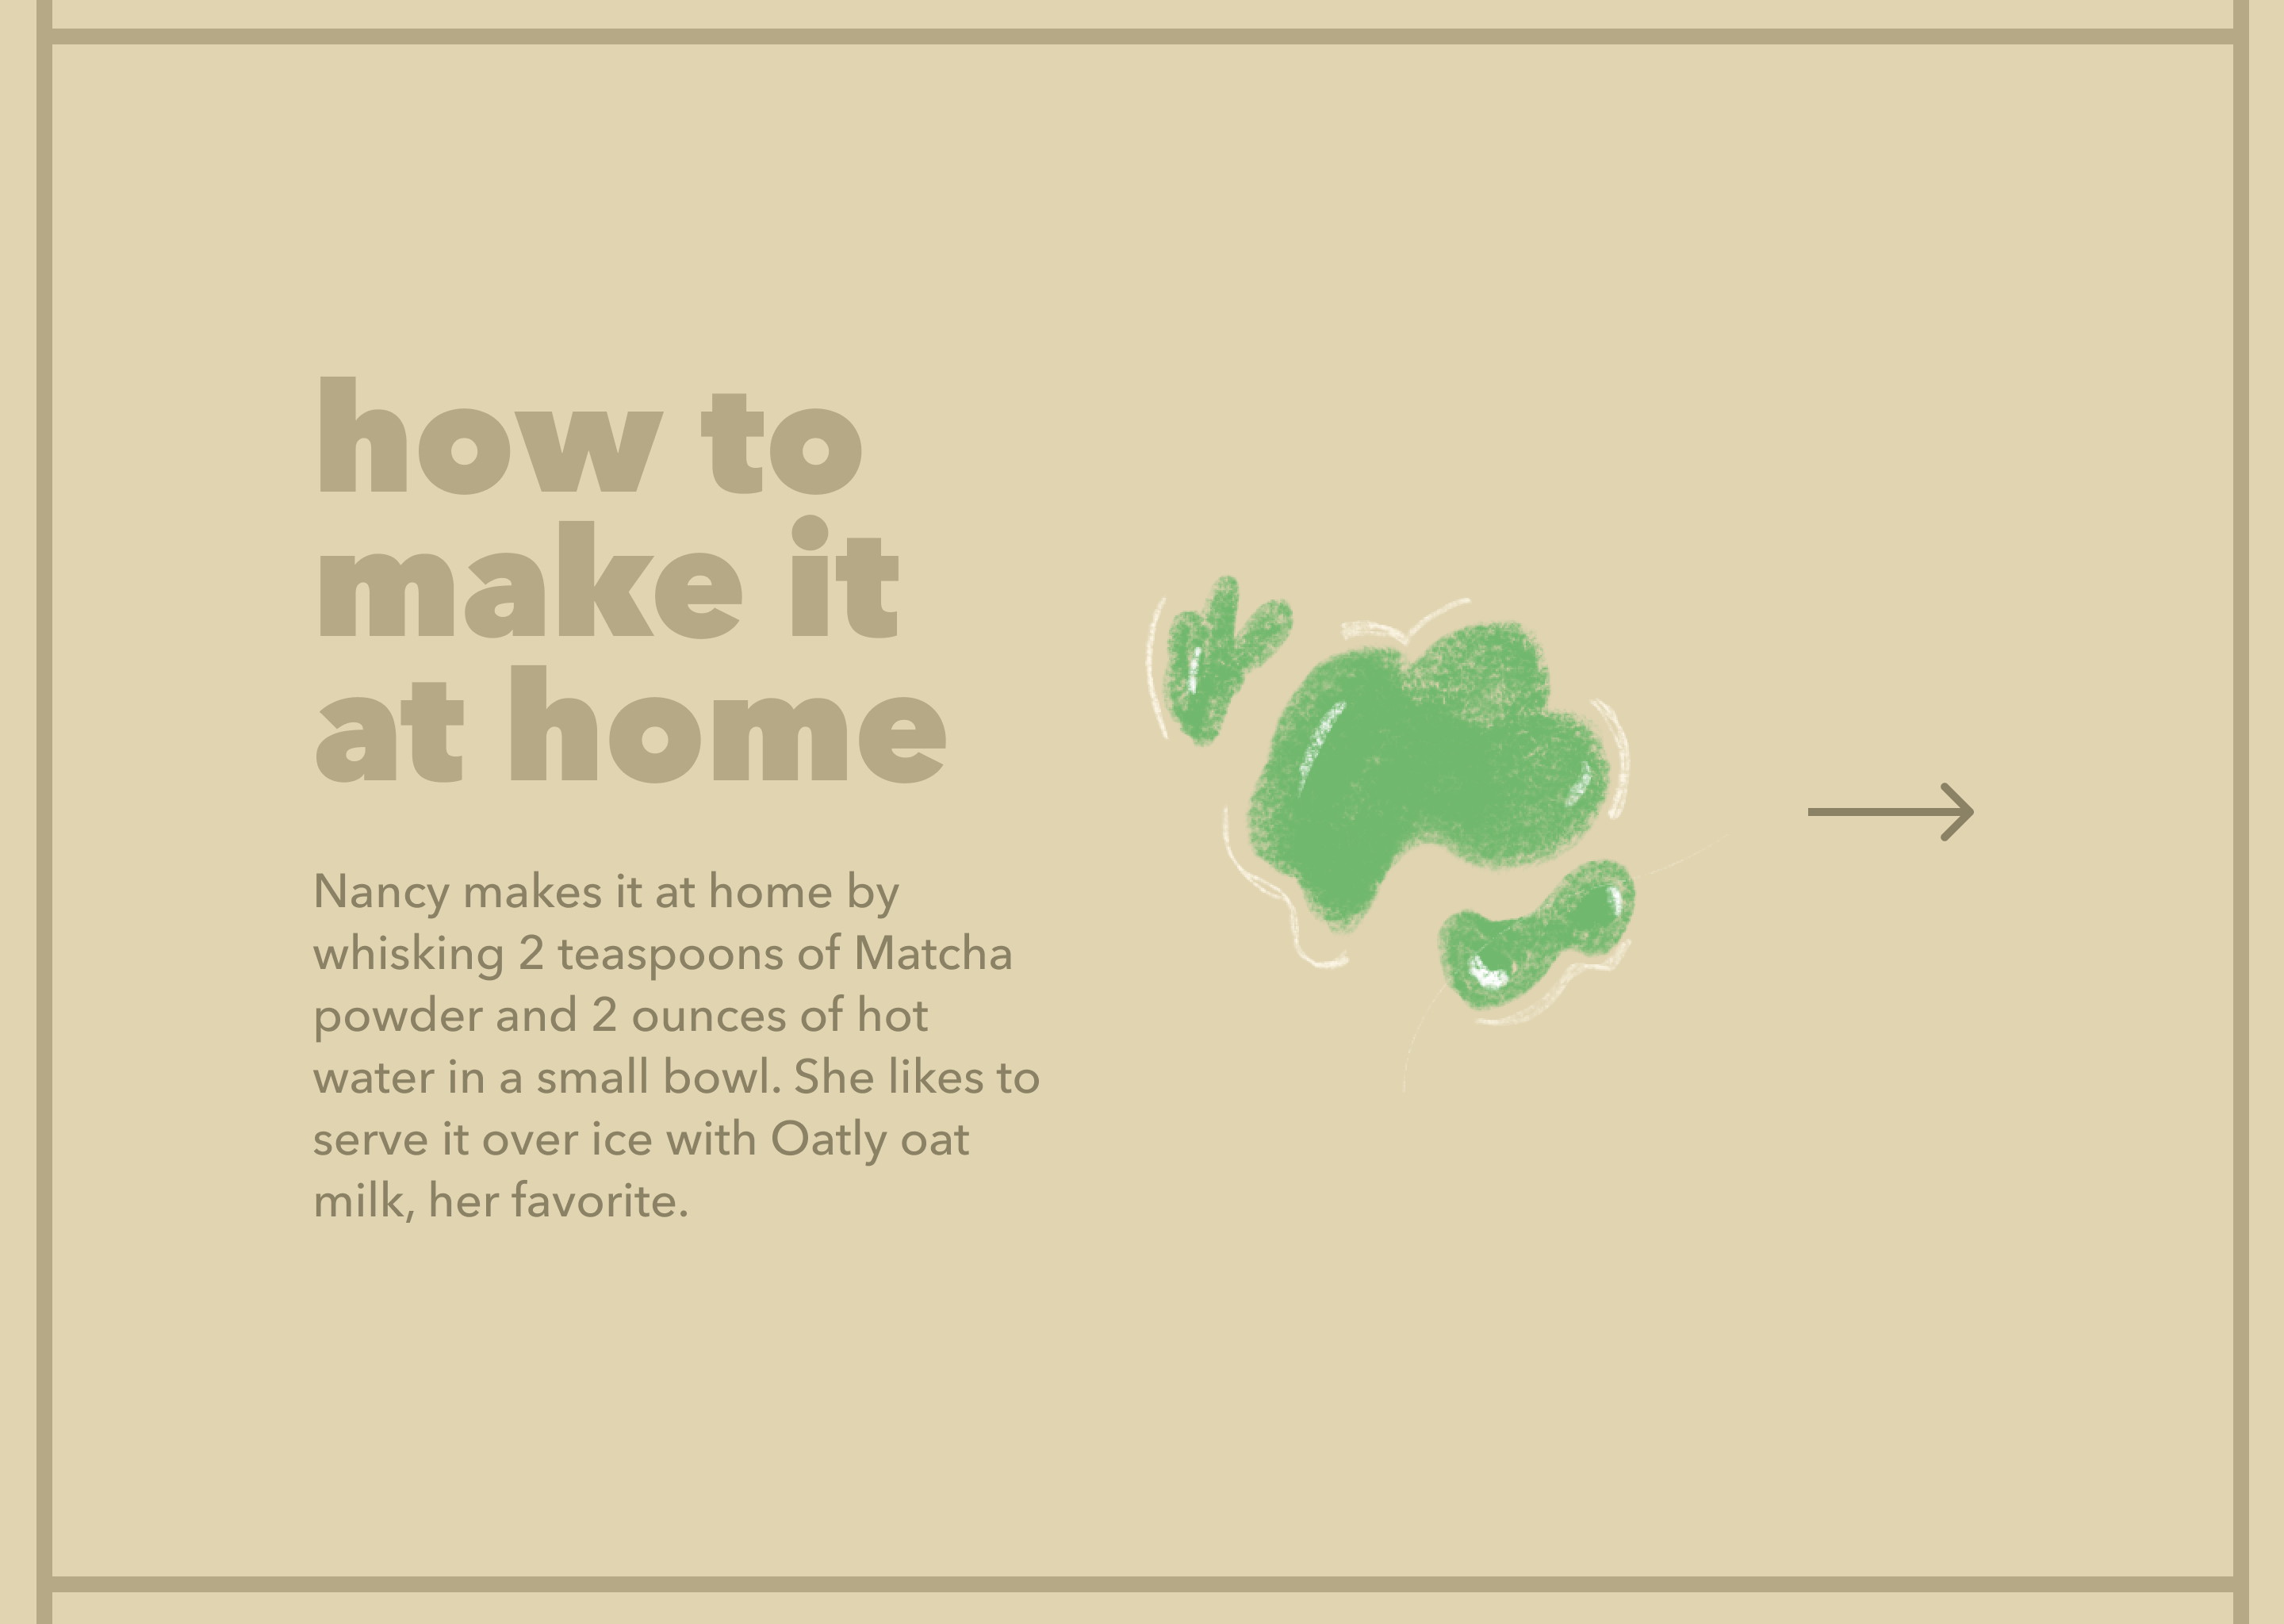 how to
make it
at home
Nancy makes it at home by
whisking 2 teaspoons of Matcha
powder and 2 ounces of hot
water in a small bowl. She likes to
serve it over ice with Oatly oat
milk, her favorite.